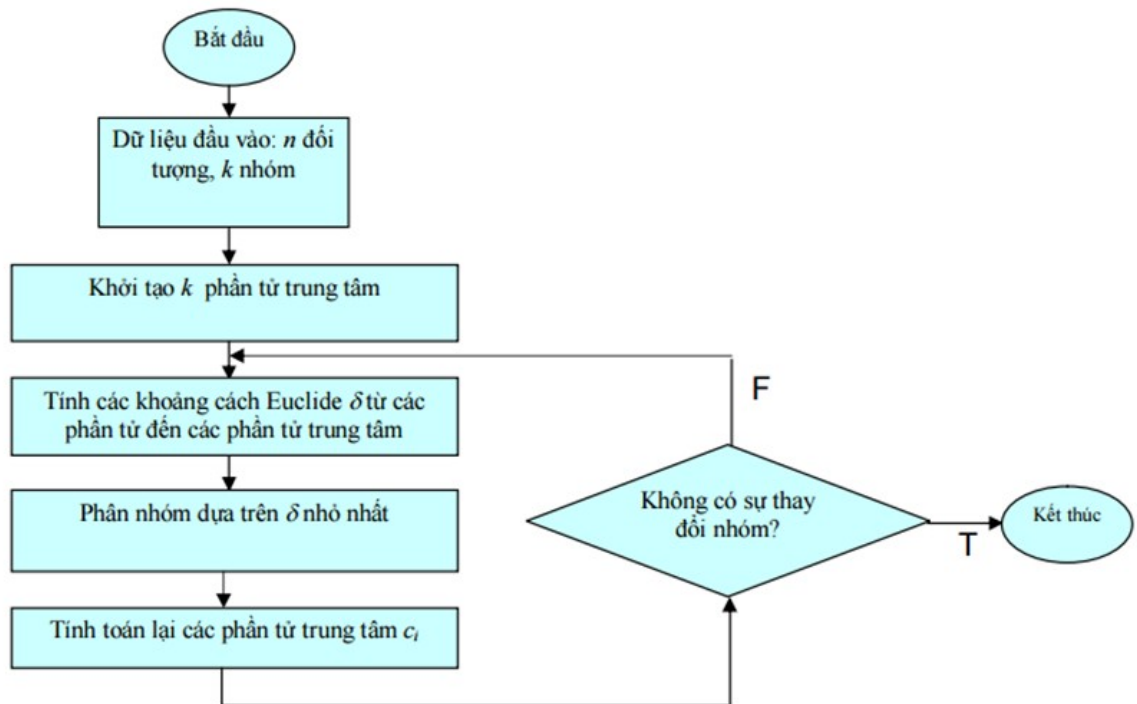 Bắt đầu
Dữ liệu đầu vào: n đối
tượng, k nhóm
Khởi tạo k phần tử trung tâm
Tính các khoảng cách Euclide δ từ các
phần tử đến các phần tử trung tâm
Phân nhóm dựa trên δ nhỏ nhất
Tính toán lại các phần tử trung tâm cᵢ
F
Không có sự thay
đổi nhóm?
T
Kết thúc